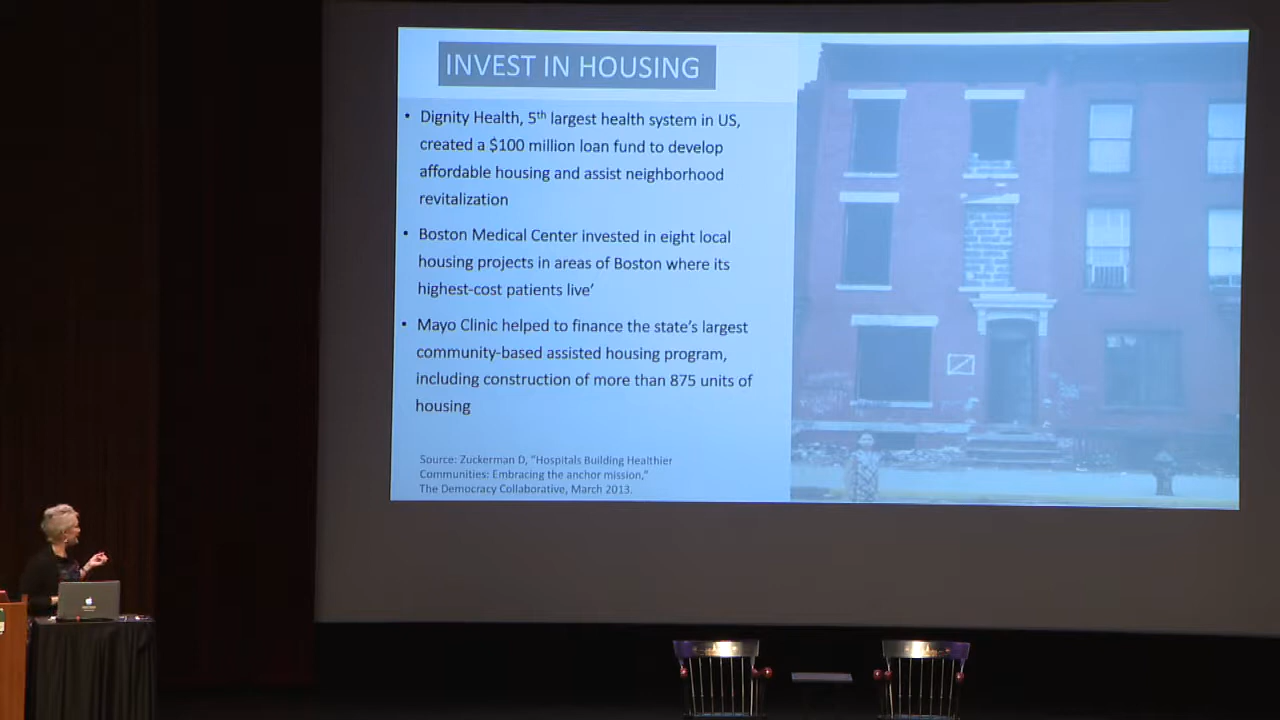 INVEST IN HOUSING
• Dignity Health, 5th largest health system in US,
created a $100 million loan fund to develop
affordable housing and assist neighborhood
revitalization
• Boston Medical Center invested in eight local
housing projects in areas of Boston where its
highest-cost patients live’
• Mayo Clinic helped to finance the state’s largest
community-based assisted housing program,
including construction of more than 875 units of
housing
Source: Zuckerman D, “Hospitals Building Healthier
Communities: Embracing the anchor mission,”
The Democracy Collaborative, March 2013.